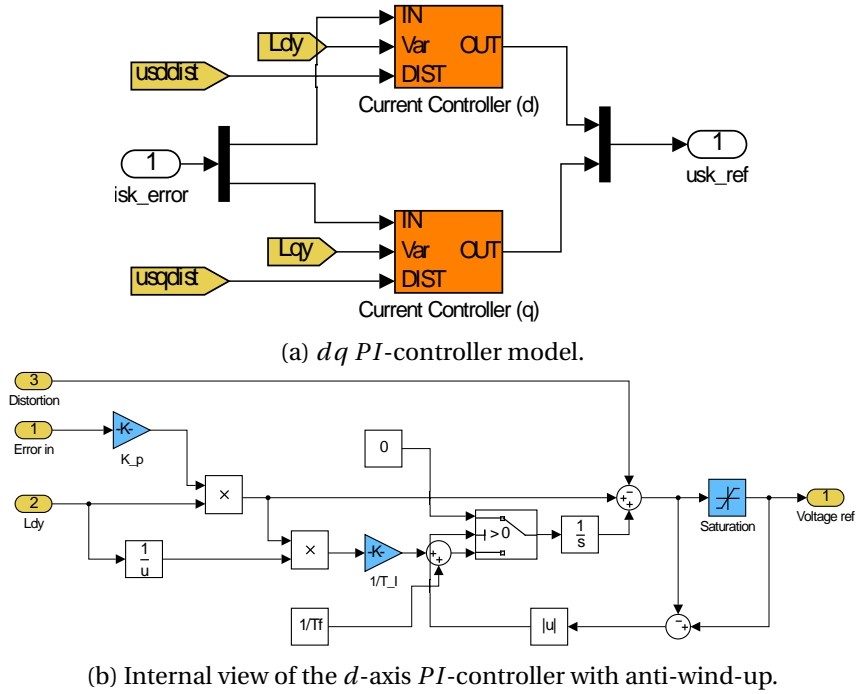 IN
Ldy
Var
OUT
usddist
DIST
Current Controller (d)
1
isk_error
1
usk_ref
IN
Lqy
Var
OUT
usqdist
DIST
Current Controller (q)
(a) dq PI-controller model.
3
Distortion
1
Error in
-K-
K_p
0
2
Ldy
×
1
u
×
-K-
1/T_I
+
+
> 0
1
s
−
+
+
Saturation
1
Voltage ref
1/Tf
|u|
−
+
(b) Internal view of the d-axis PI-controller with anti-wind-up.